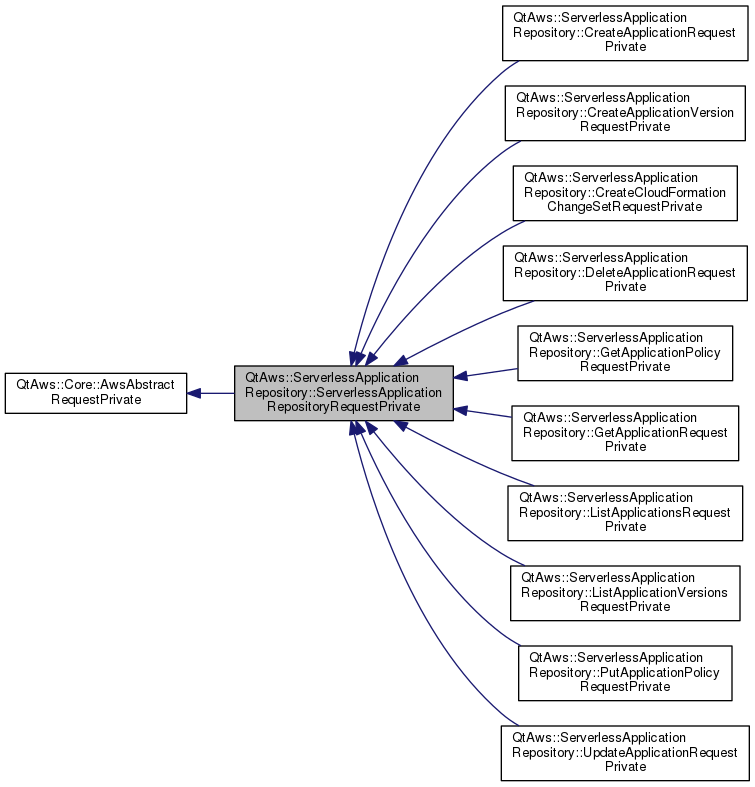 QtAws::Core::AwsAbstract
RequestPrivate
QtAws::ServerlessApplication
Repository::ServerlessApplication
RepositoryRequestPrivate
QtAws::ServerlessApplication
Repository::CreateApplicationRequest
Private
QtAws::ServerlessApplication
Repository::CreateApplicationVersion
RequestPrivate
QtAws::ServerlessApplication
Repository::CreateCloudFormation
ChangeSetRequestPrivate
QtAws::ServerlessApplication
Repository::DeleteApplicationRequest
Private
QtAws::ServerlessApplication
Repository::GetApplicationPolicy
RequestPrivate
QtAws::ServerlessApplication
Repository::GetApplicationRequest
Private
QtAws::ServerlessApplication
Repository::ListApplicationsRequest
Private
QtAws::ServerlessApplication
Repository::ListApplicationVersions
RequestPrivate
QtAws::ServerlessApplication
Repository::PutApplicationPolicy
RequestPrivate
QtAws::ServerlessApplication
Repository::UpdateApplicationRequest
Private